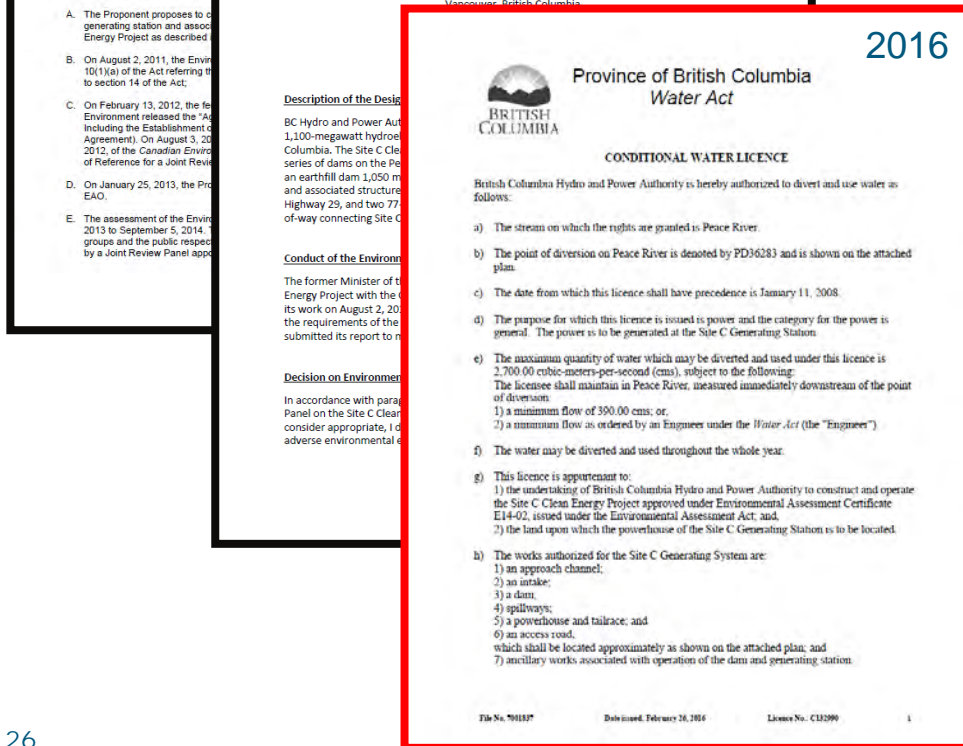 A. The Proponent proposes to c
generating station and associ
Energy Project as described
B. On August 2, 2011, the Envir
10(1)(a) of the Act referring th
to section 14 of the Act;
C. On February 13, 2012, the fe
Environment released the "Ag
Including the Establishment o
Agreement). On August 3, 20
2012, of the Canadian Enviro
of Reference for a Joint Revie
D. On January 25, 2013, the Pro
EAO.
E. The assessment of the Enviro
2013 to September 5, 2014. T
groups and the public respec
by a Joint Review Panel appo
Vancouver, British Columbia
Description of the Desig
BC Hydro and Power Aut
1,100-megawatt hydroel
Columbia. The Site C Clea
series of dams on the Pe
an earthfill dam 1,050 m
and associated structure
Highway 29, and two 77-
of-way connecting Site C
Conduct of the Environm
The former Minister of th
Energy Project with the
its work on August 2, 20
the requirements of the
submitted its report to m
Decision on Environmen
In accordance with parag
Panel on the Site C Clean
consider appropriate, I d
adverse environmental e
2016
BRITISH
COLUMBIA
Province of British Columbia
Water Act
CONDITIONAL WATER LICENCE
British Columbia Hydro and Power Authority is hereby authorized to divert and use water as
follows:
a) The stream on which the rights are granted is Peace River.
b) The point of diversion on Peace River is denoted by PD36283 and is shown on the attached
plan.
c) The date from which this licence shall have precedence is January 11, 2008.
d) The purpose for which this licence is issued is power and the category for the power is
general. The power is to be generated at the Site C Generating Station.
e) The maximum quantity of water which may be diverted and used under this licence is
2,700.00 cubic-meters-per-second (cms), subject to the following:
The licensee shall maintain in Peace River, measured immediately downstream of the point
of diversion:
1) a minimum flow of 390.00 cms; or,
2) a minimum flow as ordered by an Engineer under the Water Act (the "Engineer")
f) The water may be diverted and used throughout the whole year.
g) This licence is appurtenant to:
1) the undertaking of British Columbia Hydro and Power Authority to construct and operate
the Site C Clean Energy Project approved under Environmental Assessment Certificate
E14-02, issued under the Environmental Assessment Act; and,
2) the land upon which the powerhouse of the Site C Generating Station is to be located.
h) The works authorized for the Site C Generating System are:
1) an approach channel;
2) an intake;
3) a dam;
4) spillways;
5) a powerhouse and tailrace; and
6) an access road,
which shall be located approximately as shown on the attached plan; and
7) ancillary works associated with operation of the dam and generating station.
File No. 7001837 Date issued: February 26, 2016 Licence No.: C132990 1
26